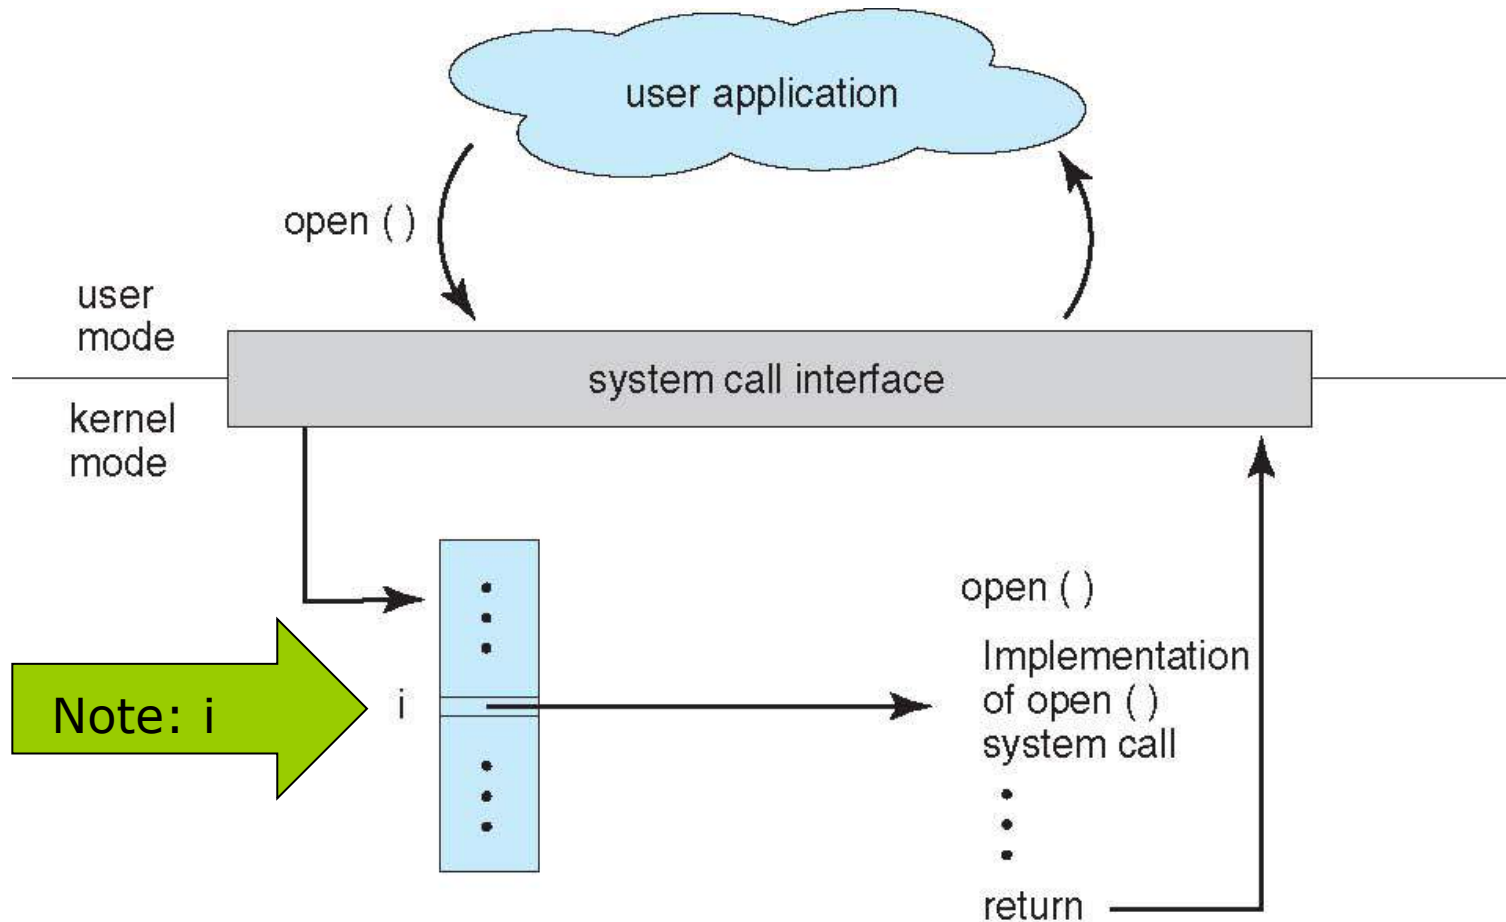 user application
open ( )
user
mode
system call interface
kernel
mode
open ( )
Implementation
of open ( )
system call
Note: i
i
return